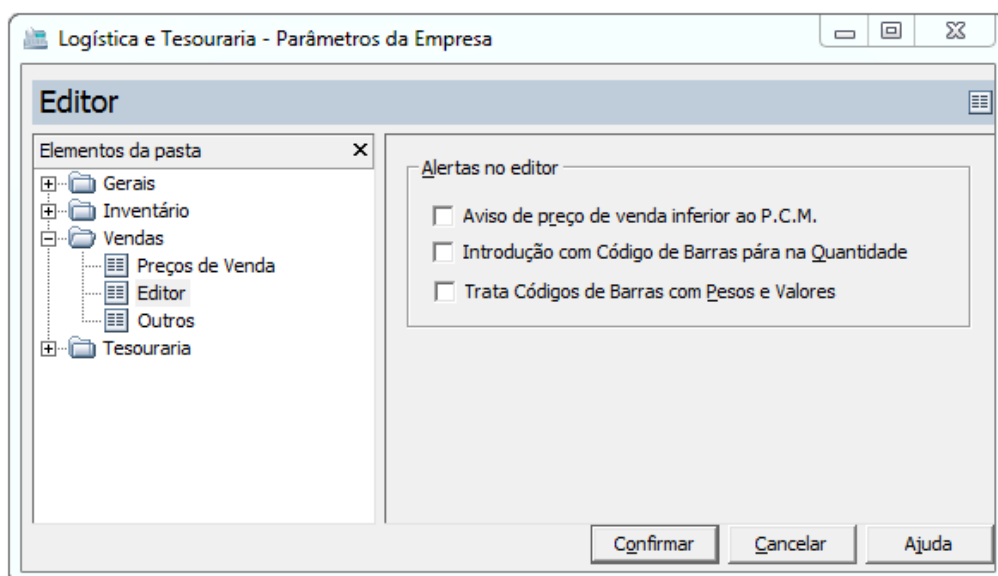 Logística e Tesouraria - Parâmetros da Empresa
Editor
Elementos da pasta
Gerais
Inventário
Vendas
Preços de Venda
Editor
Outros
Tesouraria
Alertas no editor
Aviso de preço de venda inferior ao P.C.M.
Introdução com Código de Barras pára na Quantidade
Trata Códigos de Barras com Pesos e Valores
Confirmar
Cancelar
Ajuda